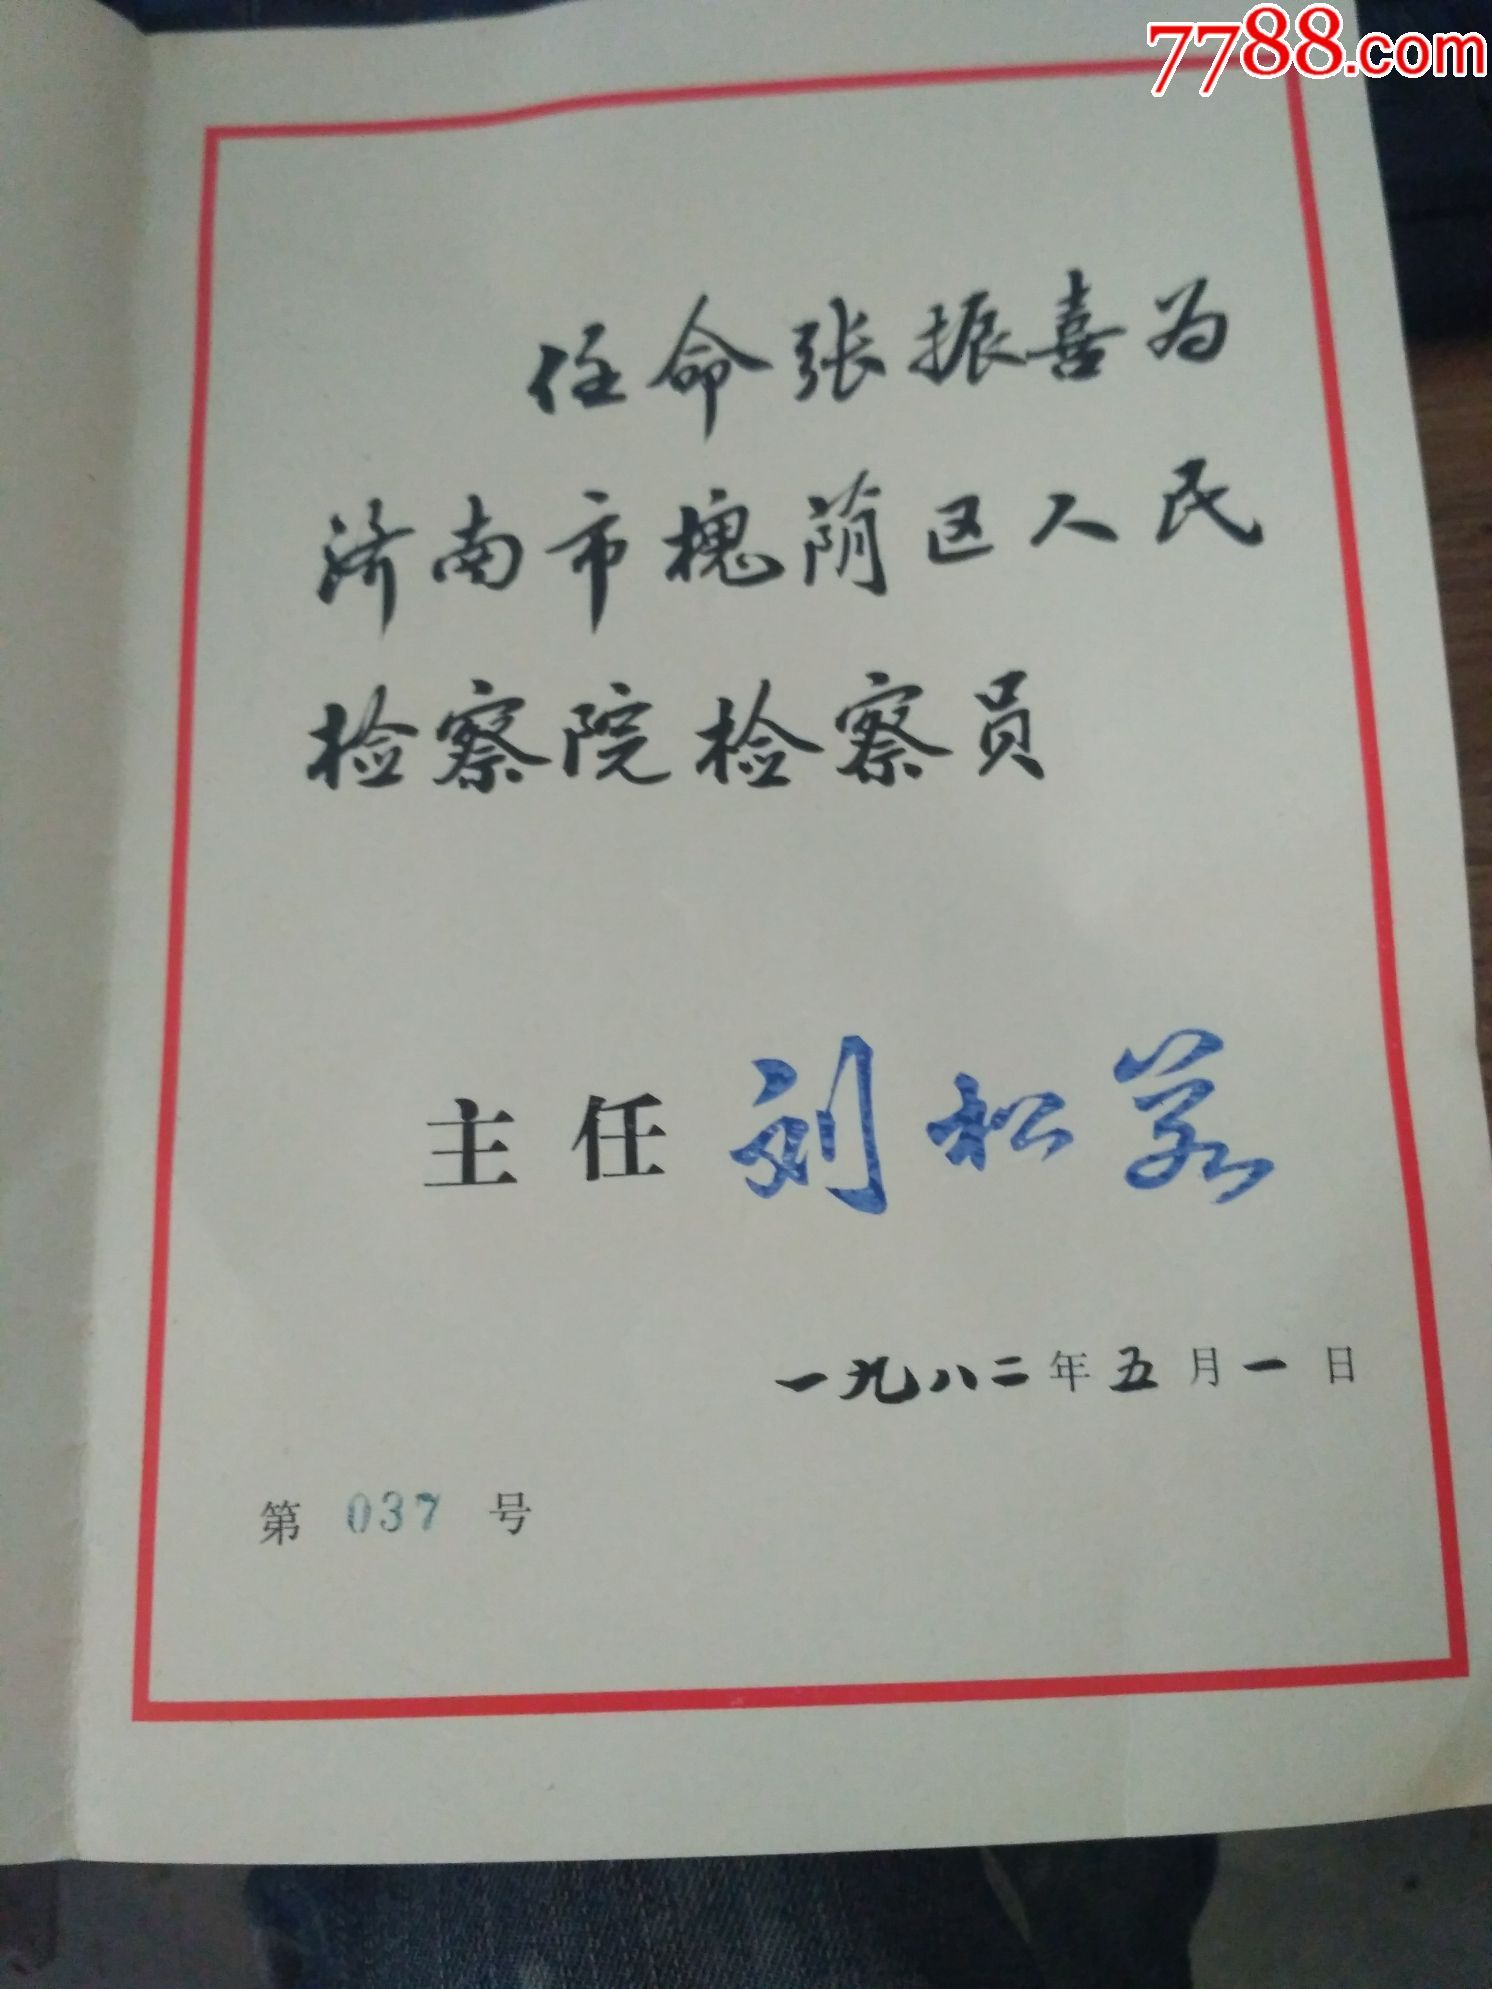 7788.com
任命张振喜为
济南市槐荫区人民
检察院检察员
主任 刘松若
一九八二年五月一日
第 037 号